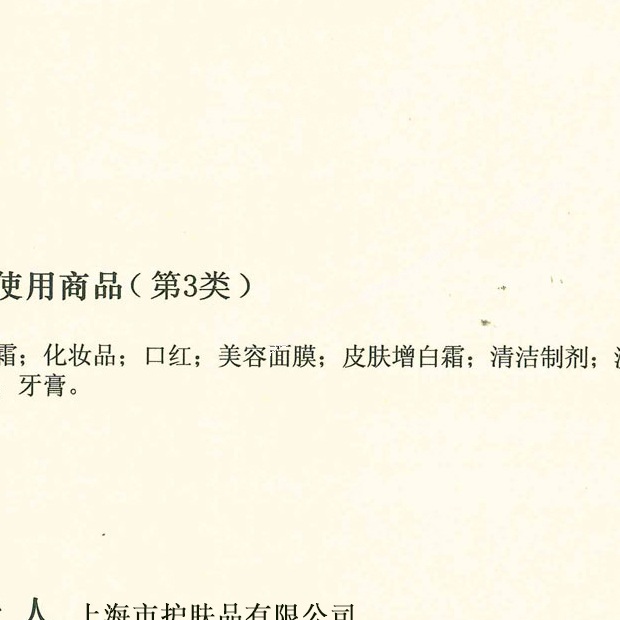 使用商品（第3类）
霜；化妆品；口红；美容面膜；皮肤增白霜；清洁制剂；
牙膏。
人 上海市护肤品有限公司